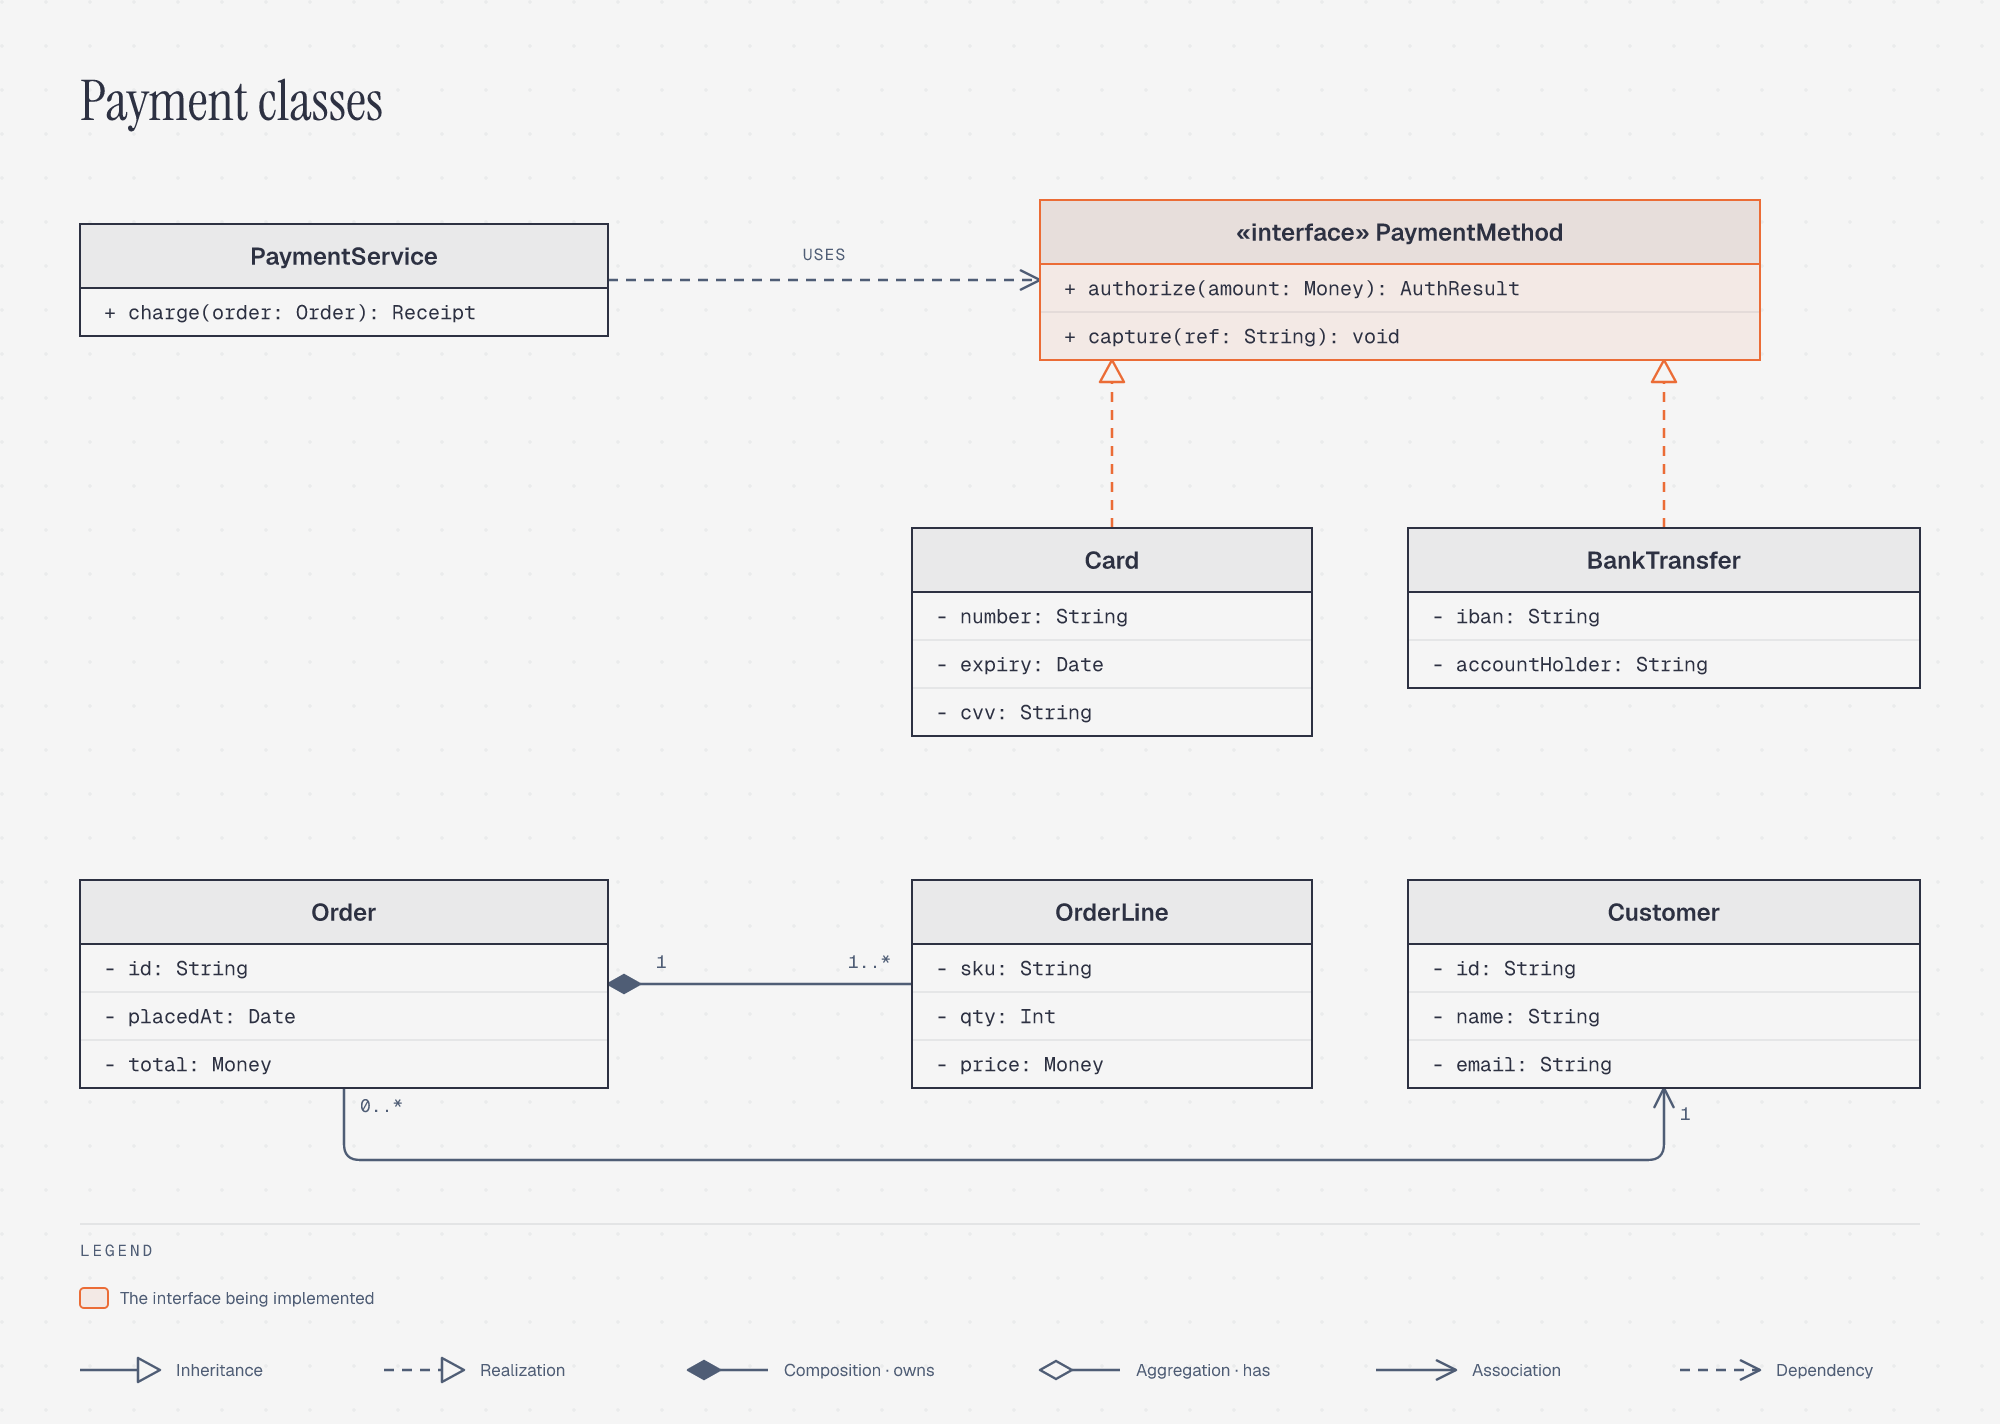 Payment classes
PaymentService
+ charge(order: Order): Receipt
USES
«interface» PaymentMethod
+ authorize(amount: Money): AuthResult
+ capture(ref: String): void
Card
- number: String
- expiry: Date
- cvv: String
BankTransfer
- iban: String
- accountHolder: String
Order
- id: String
- placedAt: Date
- total: Money
1
1..*
OrderLine
- sku: String
- qty: Int
- price: Money
Customer
- id: String
- name: String
- email: String
0..*
1
LEGEND
The interface being implemented
Inheritance
Realization
Composition · owns
Aggregation · has
Association
Dependency